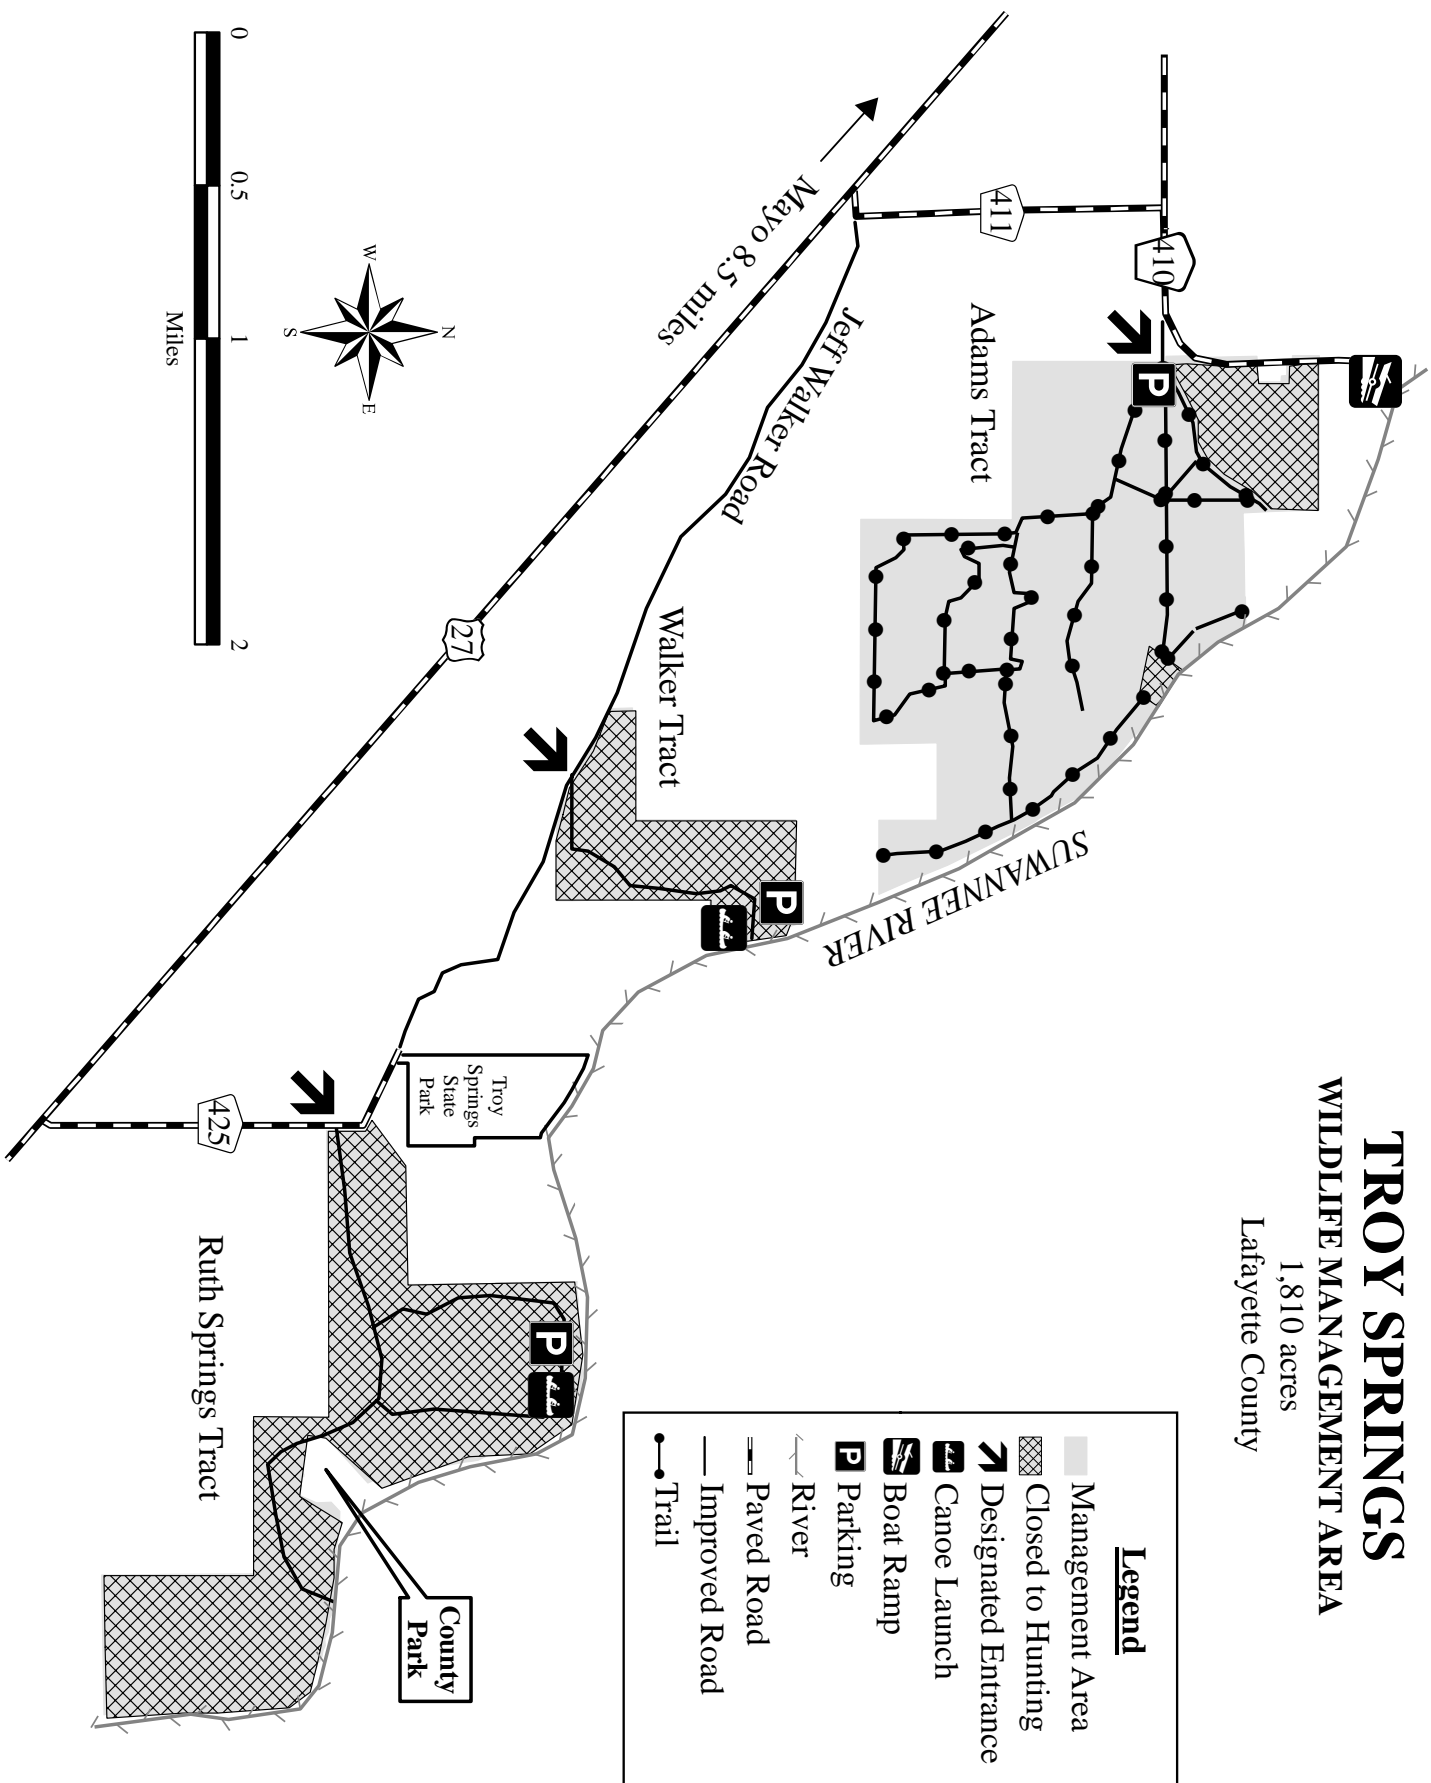 TROY SPRINGS
WILDLIFE MANAGEMENT AREA
1,810 acres
Lafayette County
Legend
Management Area
Closed to Hunting
Designated Entrance
Canoe Launch
Boat Ramp
P Parking
River
Paved Road
Improved Road
Trail
410
411
P
Adams Tract
SUWANNEE RIVER
Mayo 8.5 miles
Jeff Walker Road
Walker Tract
P
27
Troy
Springs
State
Park
P
425
Ruth Springs Tract
County
Park
N
W
E
S
0
0.5
1
2
Miles